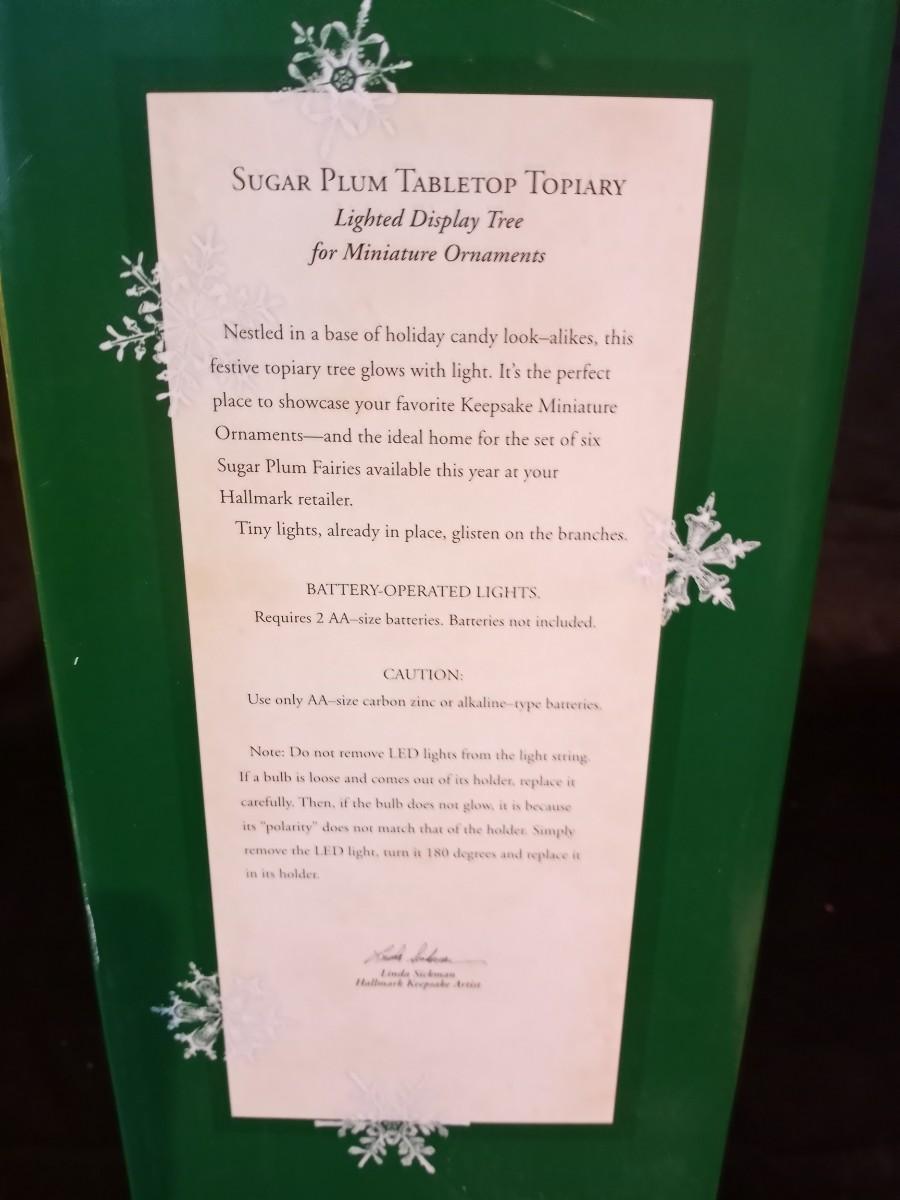 SUGAR PLUM TABLETOP TOPIARY
Lighted Display Tree
for Miniature Ornaments
Nestled in a base of holiday candy look–alikes, this
festive topiary tree glows with light. It's the perfect
place to showcase your favorite Keepsake Miniature
Ornaments—and the ideal home for the set of six
Sugar Plum Fairies available this year at your
Hallmark retailer.
Tiny lights, already in place, glisten on the branches.
BATTERY-OPERATED LIGHTS.
Requires 2 AA–size batteries. Batteries not included.
CAUTION:
Use only AA–size carbon zinc or alkaline–type batteries.
Note: Do not remove LED lights from the light string.
If a bulb is loose and comes out of its holder, replace it
carefully. Then, if the bulb does not glow, it is because
its "polarity" does not match that of the holder. Simply
remove the LED light, turn it 180 degrees and replace it
in its holder.
Linda Sickman
Linda Sickman
Hallmark Keepsake Artist